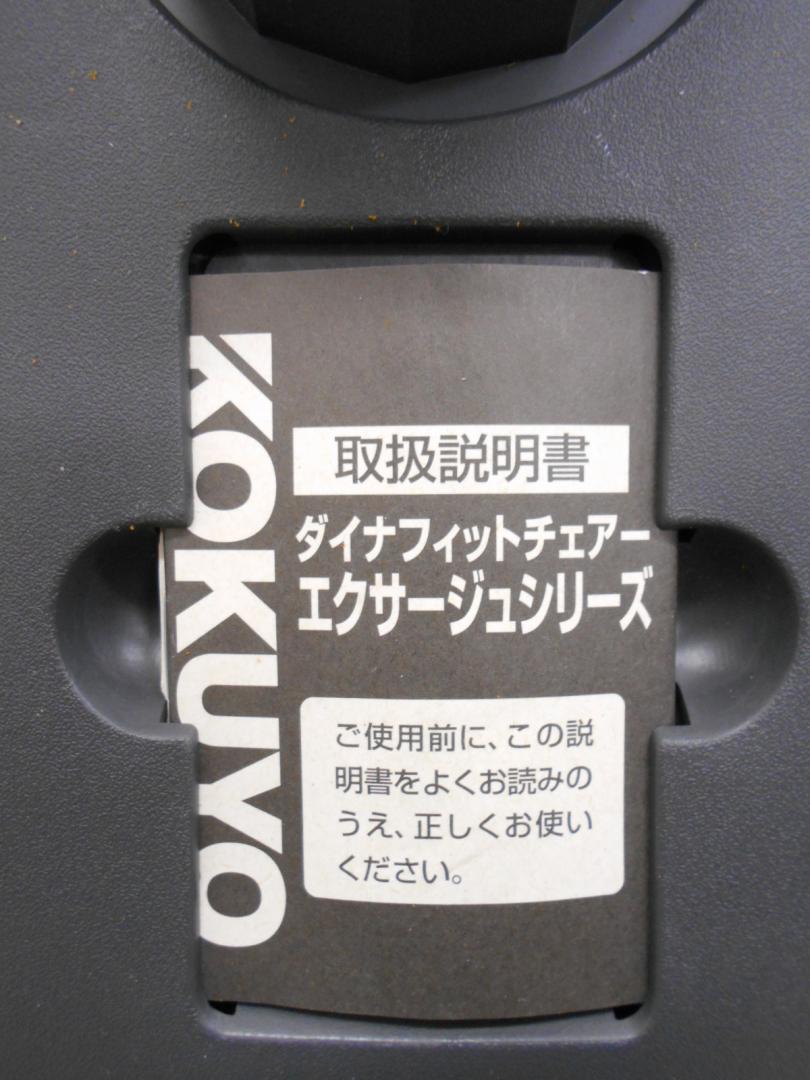 KOKUYO
取扱説明書
ダイナフィットチェアー
エクサージュシリーズ
ご使用前に、この説
明書をよくお読みの
うえ、正しくお使い
ください。